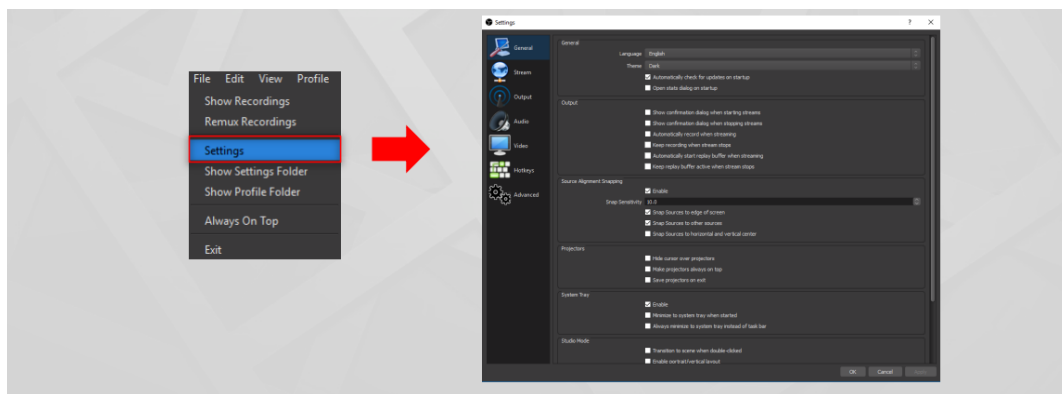 File Edit View Profile
Show Recordings
Remux Recordings
Settings
Show Settings Folder
Show Profile Folder
Always On Top
Exit
Settings
? ×
General
Stream
Output
Audio
Video
Hotkeys
Advanced
General
Language English
Theme Dark
Automatically check for updates on startup
Open stats dialog on startup
Output
Show confirmation dialog when starting streams
Show confirmation dialog when stopping streams
Automatically record when streaming
Keep recording when stream stops
Automatically start replay buffer when streaming
Keep replay buffer active when stream stops
Source Alignment Snapping
Enable
Snap Sensitivity 10.0
Snap Sources to edge of screen
Snap Sources to other sources
Snap Sources to horizontal and vertical center
Projectors
Hide cursor over projectors
Make projectors always on top
Save projectors on exit
System Tray
Enable
Minimize to system tray when started
Always minimize to system tray instead of task bar
Studio Mode
Transition to scene when double-clicked
Enable portrait/vertical layout
OK Cancel Apply